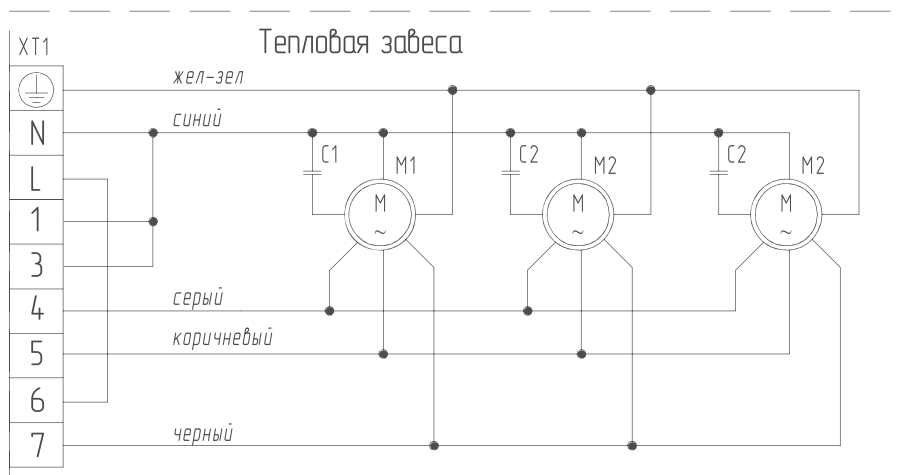 Тепловая завеса
XT1
жел-зел
N
синий
L
1
3
4
серый
5
коричневый
6
7
черный
C1
M1
C2
M2
C2
M2
M
~
M
~
M
~